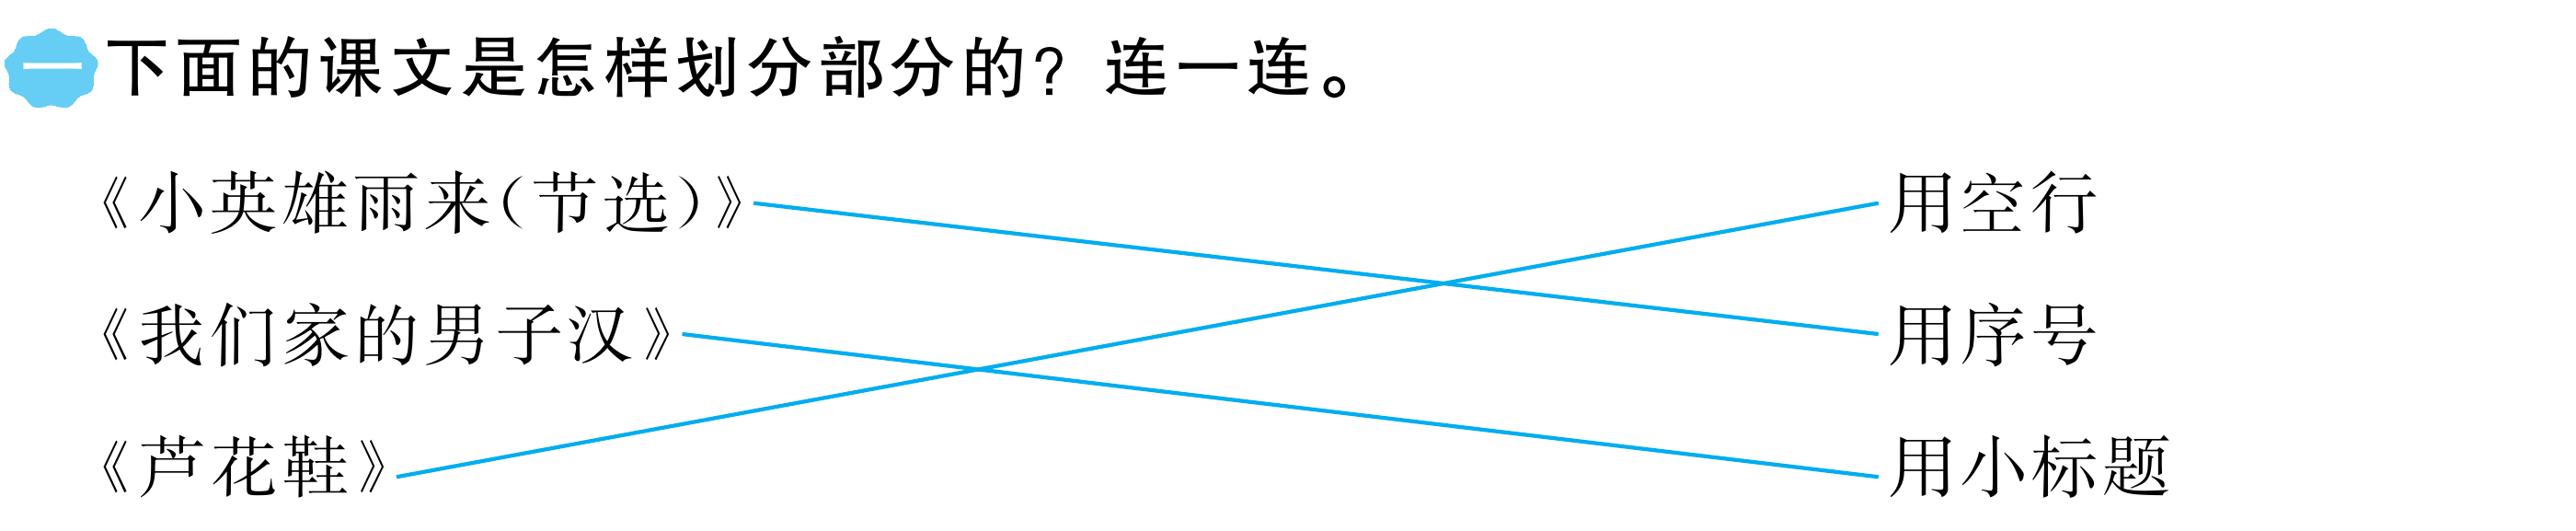 一 下面的课文是怎样划分部分的？连一连。
《小英雄雨来（节选）》 用空行
《我们家的男子汉》 用序号
《芦花鞋》 用小标题